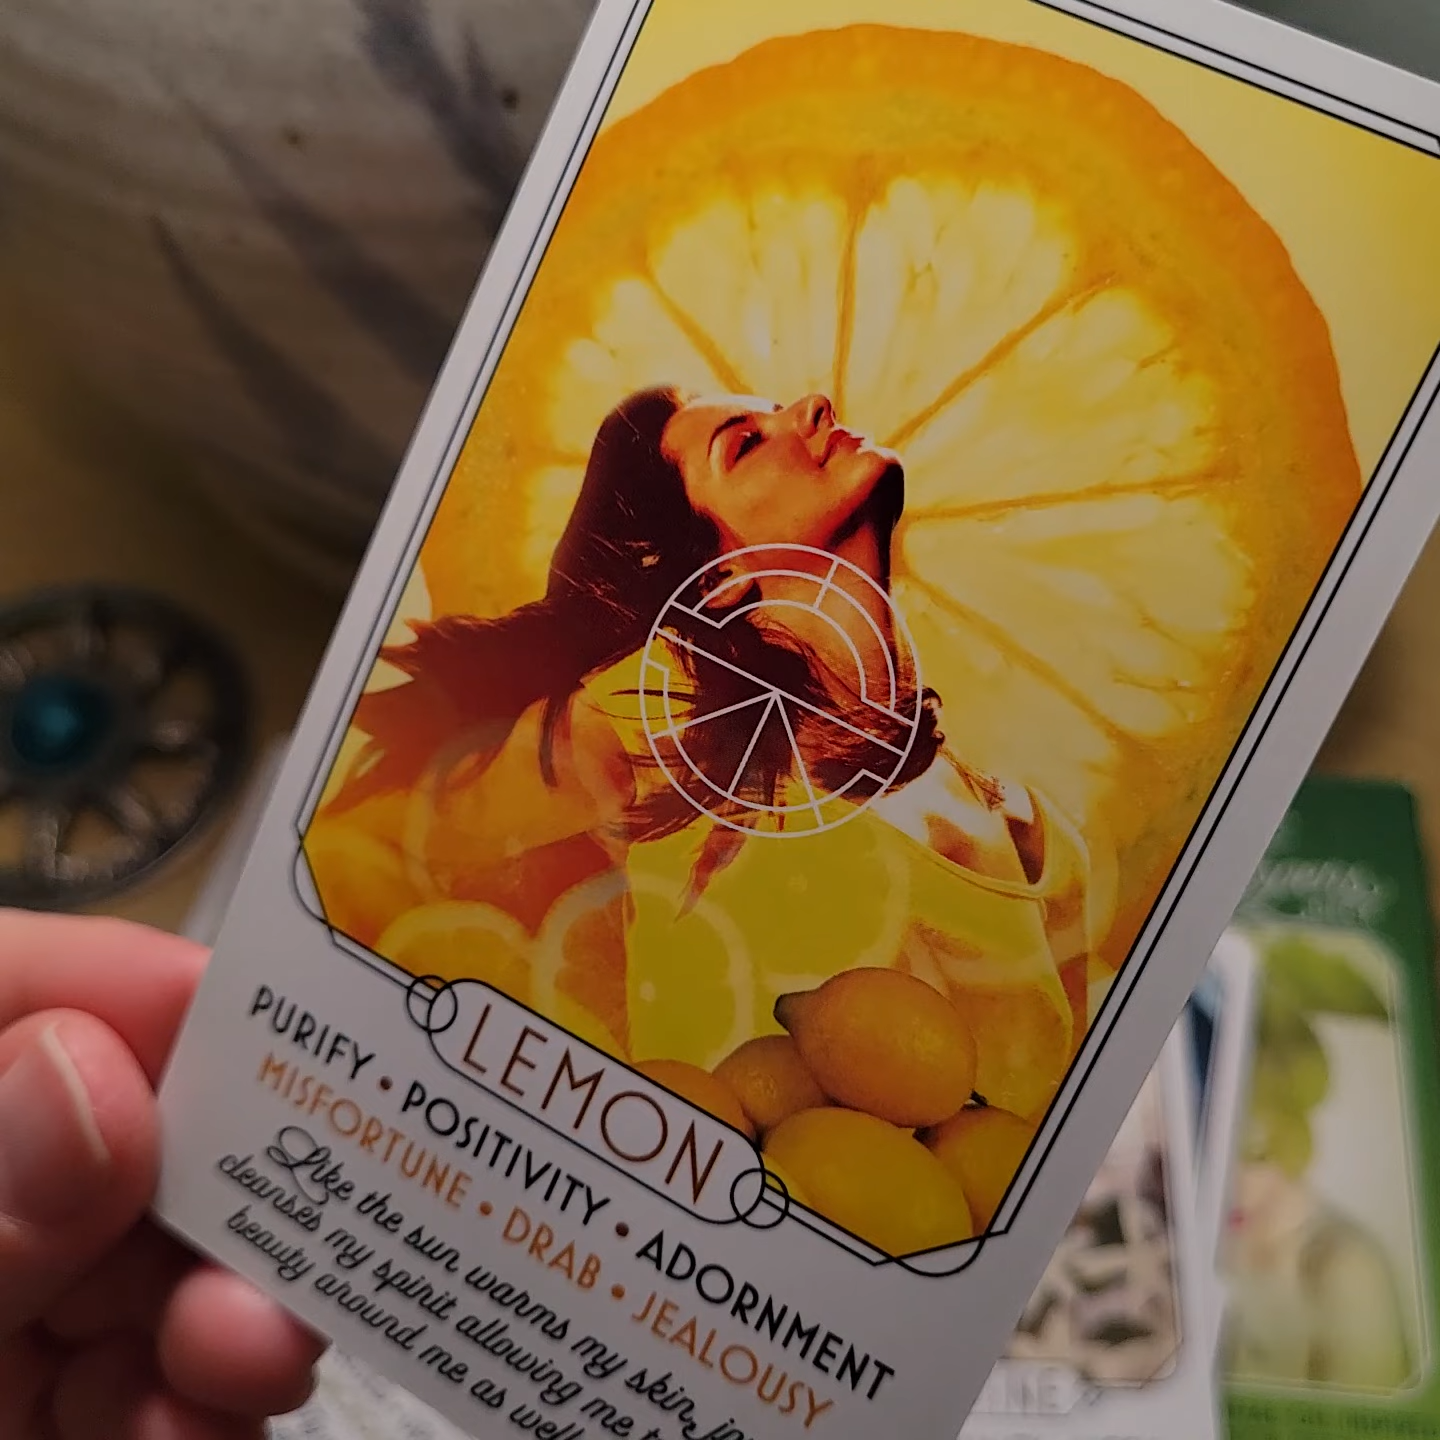 LEMON
PURIFY • POSITIVITY • ADORNMENT
MISFORTUNE • DRAB • JEALOUSY
Like the sun warms my skin,
cleanses my spirit allowing me
beauty around me as well